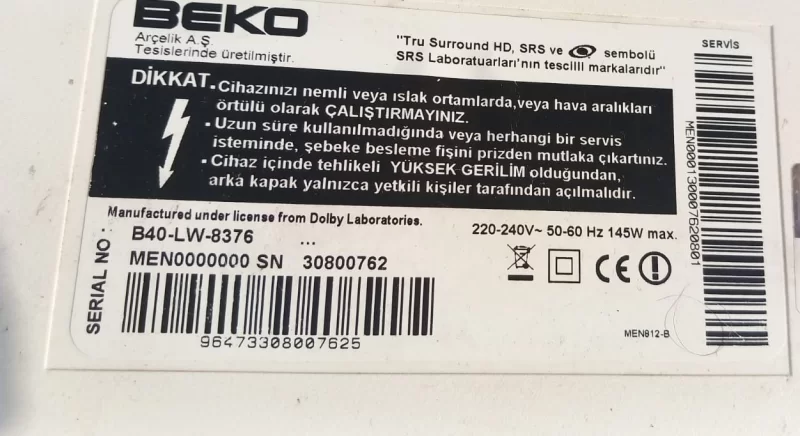 BEKO
Arçelik A.Ş.
Tesislerinde üretilmiştir.
"Tru Surround HD, SRS ve sembolü
SRS Laboratuarları'nın tescilli markalarıdır"
SERVİS
DİKKAT
• Cihazınızı nemli veya ıslak ortamlarda,veya hava aralıkları
örtülü olarak ÇALIŞTIRMAYINIZ.
• Uzun süre kullanılmadığında veya herhangi bir servis
isteminde, şebeke besleme fişini prizden mutlaka çıkartınız.
• Cihaz içinde tehlikeli YÜKSEK GERİLİM olduğundan,
arka kapak yalnızca yetkili kişiler tarafından açılmalıdır.
Manufactured under license from Dolby Laboratories.
B40-LW-8376 ...
220-240V~ 50-60 Hz 145W max.
MEN0000000 SN 30800762
SERIAL NO :
96473308007625
CE
MEN812-B
MEN0001300007620801